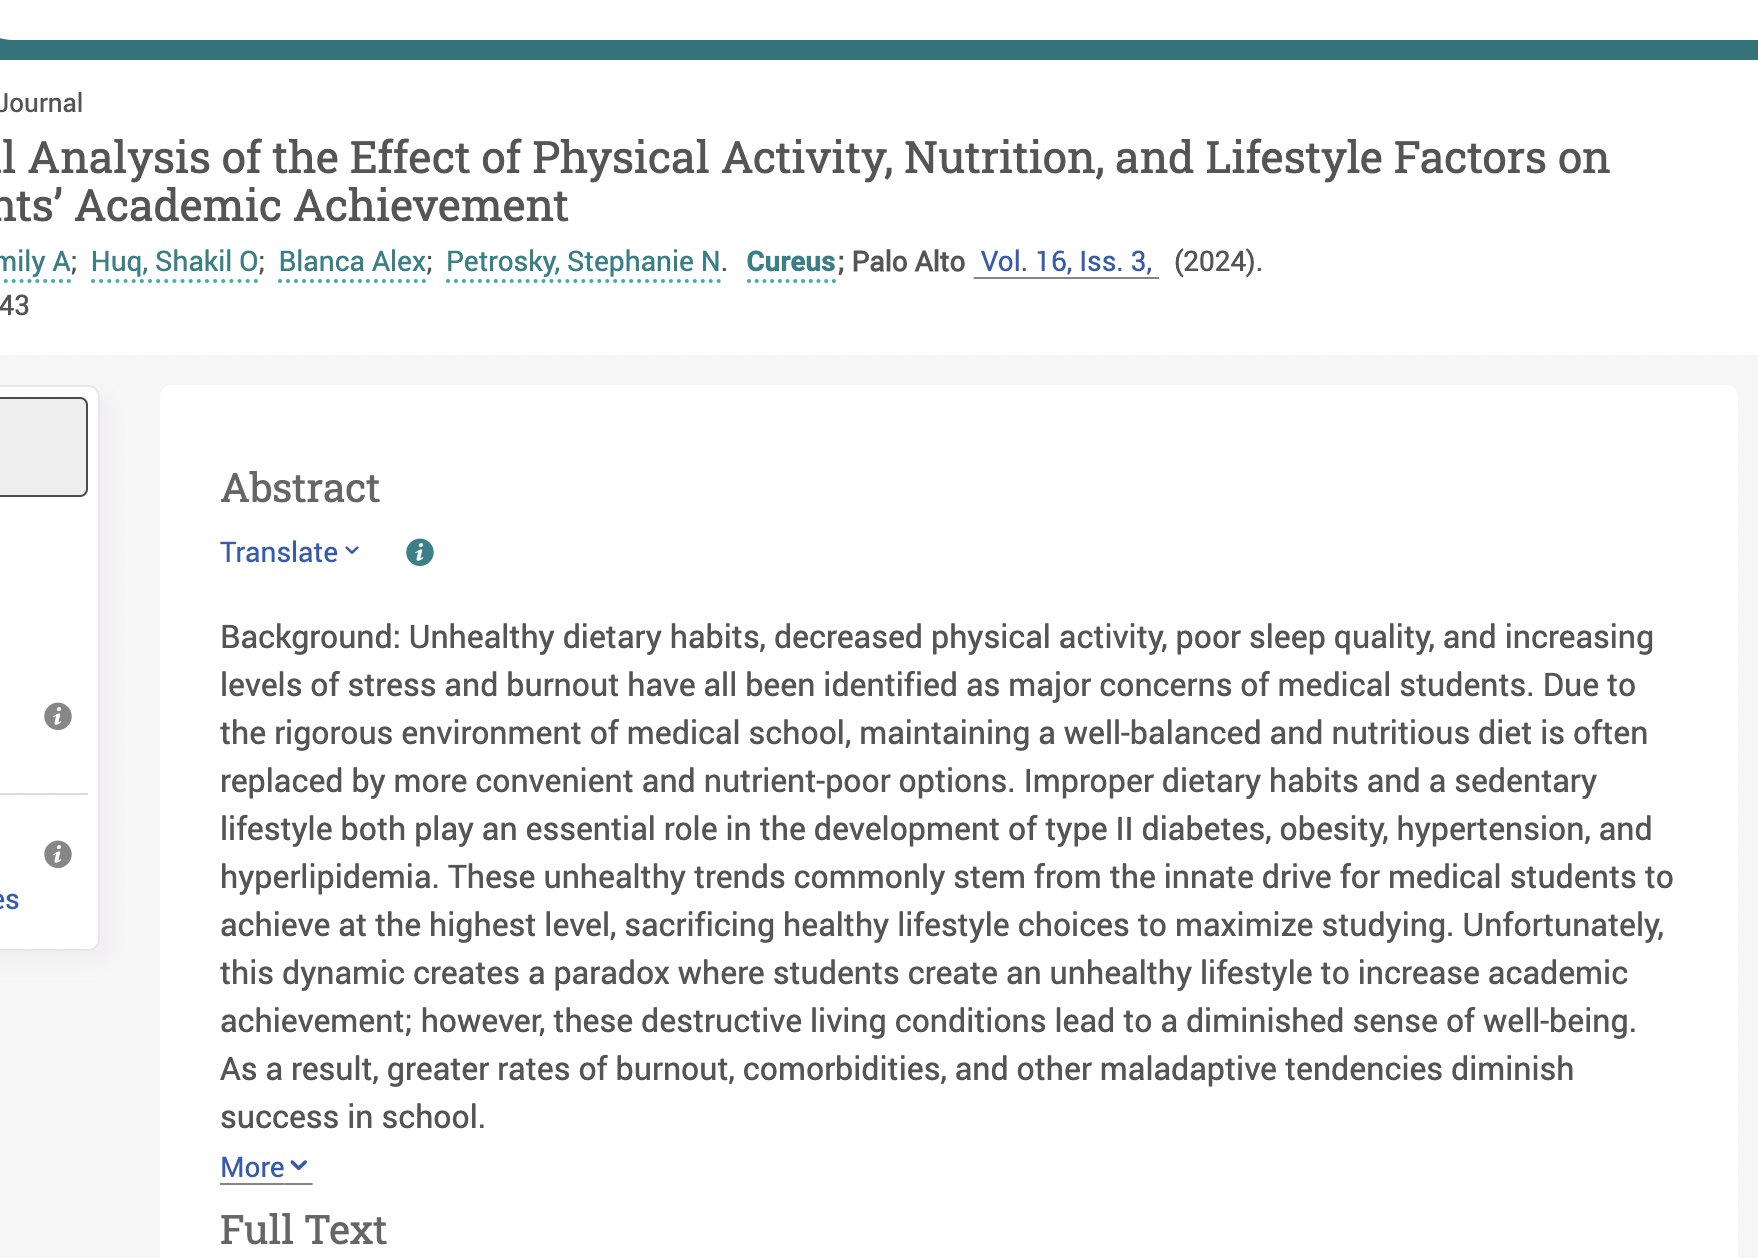 Journal
l Analysis of the Effect of Physical Activity, Nutrition, and Lifestyle Factors on
nts’ Academic Achievement
mily A; Huq, Shakil O; Blanca Alex; Petrosky, Stephanie N. Cureus; Palo Alto Vol. 16, Iss. 3, (2024).
43
Abstract
Translate
Background: Unhealthy dietary habits, decreased physical activity, poor sleep quality, and increasing
levels of stress and burnout have all been identified as major concerns of medical students. Due to
the rigorous environment of medical school, maintaining a well-balanced and nutritious diet is often
replaced by more convenient and nutrient-poor options. Improper dietary habits and a sedentary
lifestyle both play an essential role in the development of type II diabetes, obesity, hypertension, and
hyperlipidemia. These unhealthy trends commonly stem from the innate drive for medical students to
achieve at the highest level, sacrificing healthy lifestyle choices to maximize studying. Unfortunately,
this dynamic creates a paradox where students create an unhealthy lifestyle to increase academic
achievement; however, these destructive living conditions lead to a diminished sense of well-being.
As a result, greater rates of burnout, comorbidities, and other maladaptive tendencies diminish
success in school.
More
Full Text
es